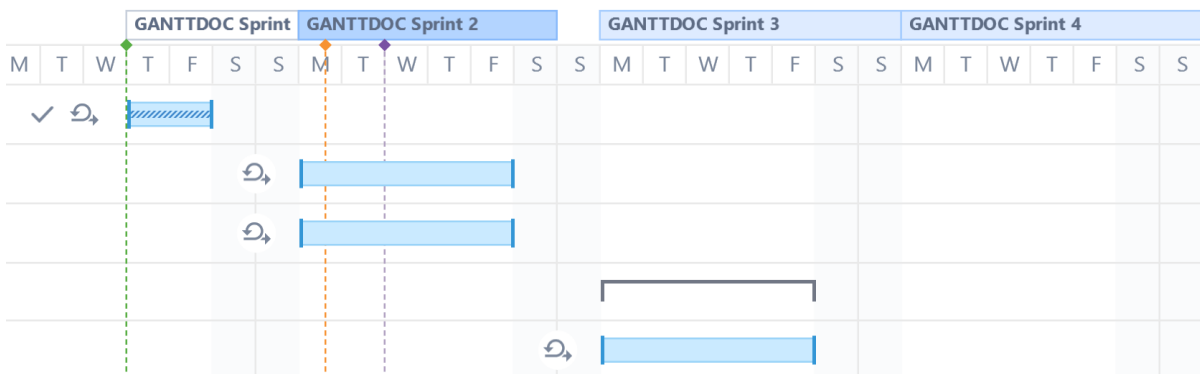 GANTTDOC Sprint GANTTDOC Sprint 2 GANTTDOC Sprint 3 GANTTDOC Sprint 4
M T W T F S S M T W T F S S M T W T F S S M T W T F S S